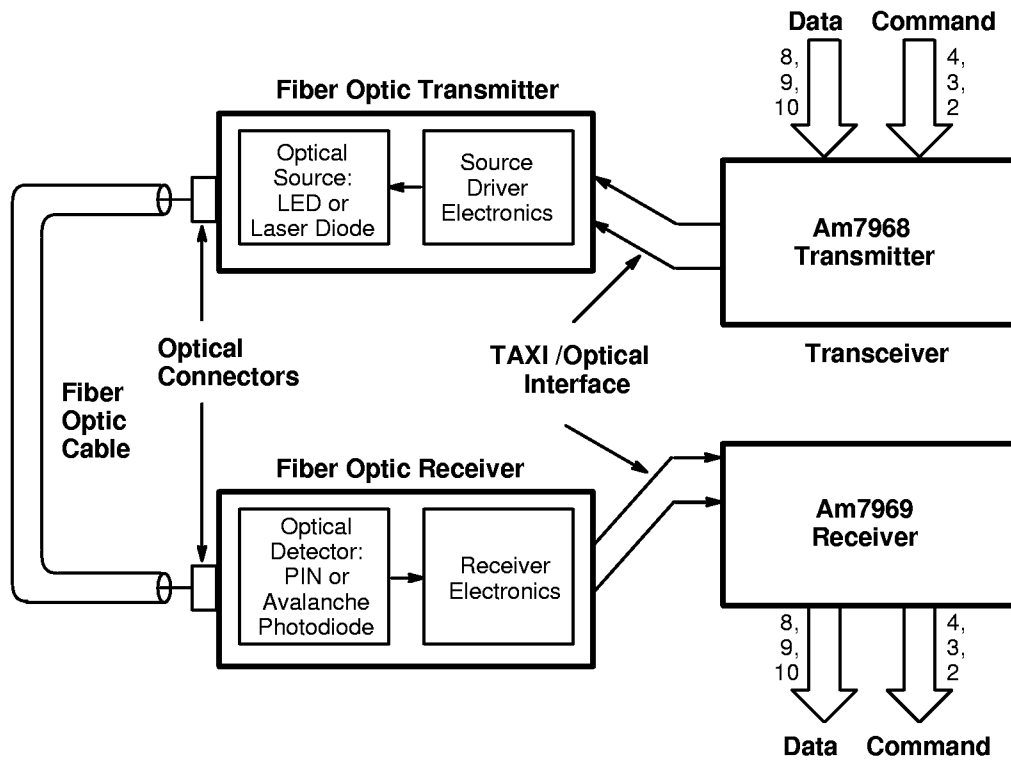 Data Command
8,
9,
10
4,
3,
2
Fiber Optic Transmitter
Optical
Source:
LED or
Laser Diode
Source
Driver
Electronics
Am7968
Transmitter
Transceiver
Optical
Connectors
TAXI /Optical
Interface
Fiber
Optic
Cable
Fiber Optic Receiver
Optical
Detector:
PIN or
Avalanche
Photodiode
Receiver
Electronics
Am7969
Receiver
8,
9,
10
4,
3,
2
Data Command